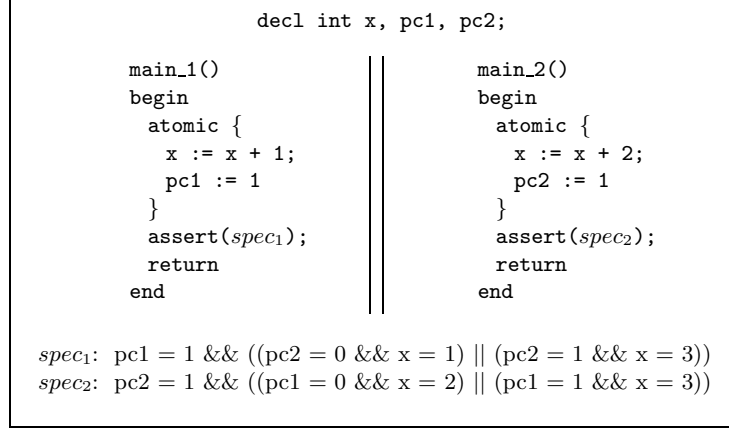 decl int x, pc1, pc2;
main_1()
begin
atomic {
x := x + 1;
pc1 := 1
}
assert(spec₁);
return
end
main_2()
begin
atomic {
x := x + 2;
pc2 := 1
}
assert(spec₂);
return
end
spec₁: pc1 = 1 && ((pc2 = 0 && x = 1) || (pc2 = 1 && x = 3))
spec₂: pc2 = 1 && ((pc1 = 0 && x = 2) || (pc1 = 1 && x = 3))